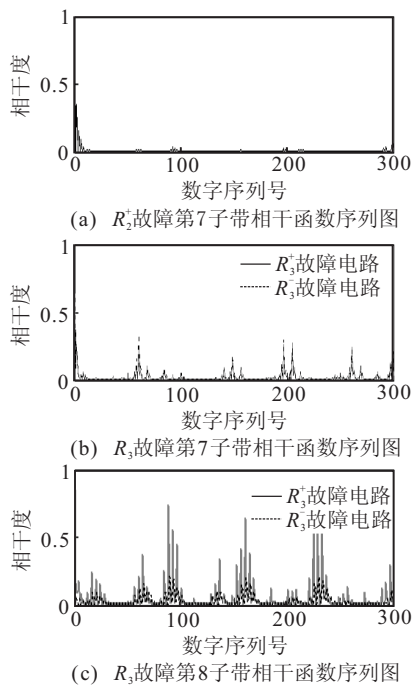 1
0.5
0
相干度
0 100 200 300
数字序列号
(a) R₂⁺故障第7子带相干函数序列图
1
0.5
0
相干度
R₃⁺故障电路
R₃⁻故障电路
0 100 200 300
数字序列号
(b) R₃故障第7子带相干函数序列图
1
0.5
0
相干度
R₃⁺故障电路
R₃⁻故障电路
0 100 200 300
数字序列号
(c) R₃故障第8子带相干函数序列图